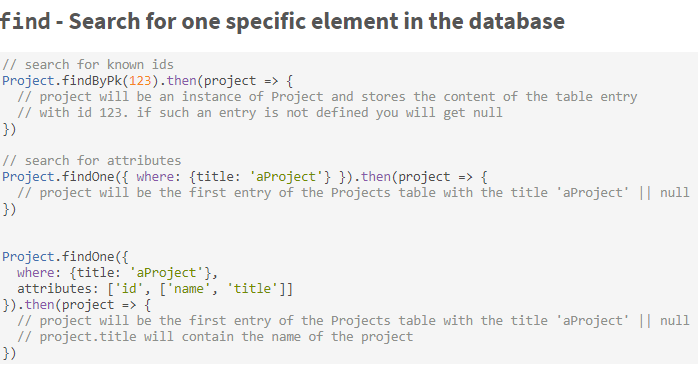 find - Search for one specific element in the database
// search for known ids
Project.findByPk(123).then(project => {
  // project will be an instance of Project and stores the content of the table entry
  // with id 123. if such an entry is not defined you will get null
})
// search for attributes
Project.findOne({ where: {title: 'aProject'} }).then(project => {
  // project will be the first entry of the Projects table with the title 'aProject' || null
})
Project.findOne({
  where: {title: 'aProject'},
  attributes: ['id', ['name', 'title']]
}).then(project => {
  // project will be the first entry of the Projects table with the title 'aProject' || null
  // project.title will contain the name of the project
})